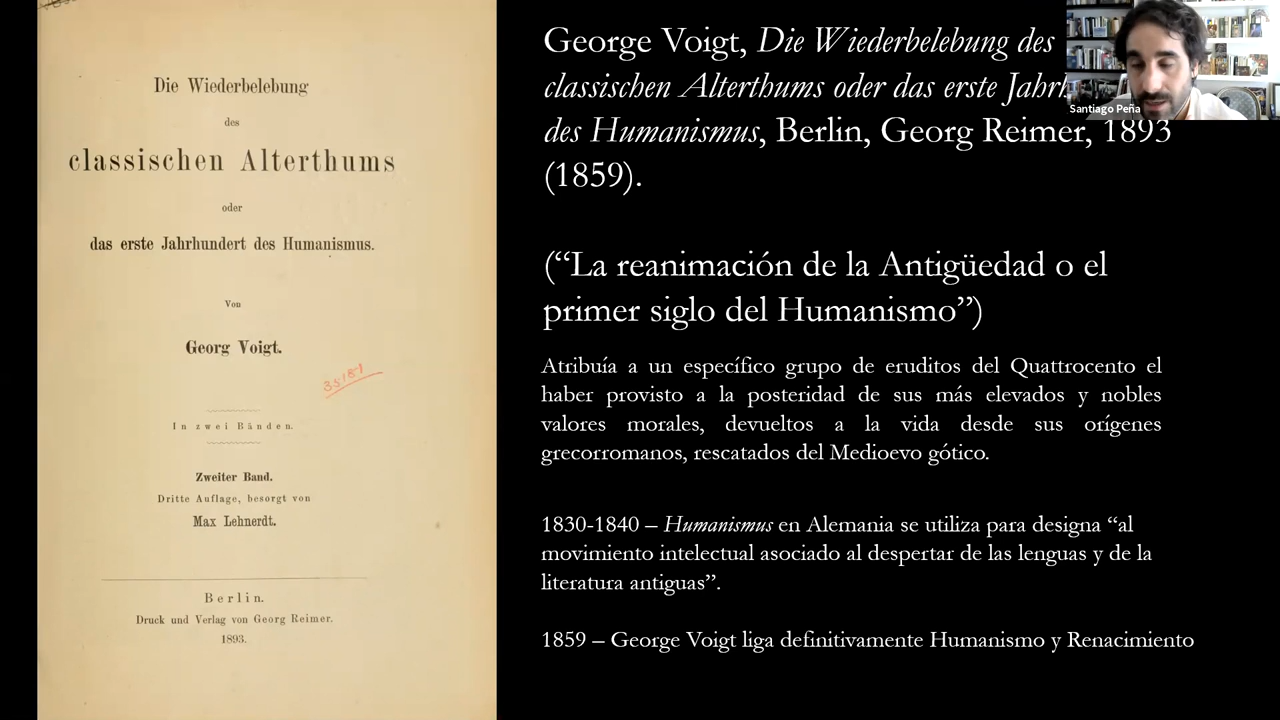 Die Wiederbelebung
des
classischen Alterthums
oder
das erste Jahrhundert des Humanismus.
Von
Georg Voigt.
35181
In zwei Bänden.
Zweiter Band.
Dritte Auflage, besorgt von
Max Lehnerdt.
Berlin.
Druck und Verlag von Georg Reimer.
1893.
George Voigt, Die Wiederbelebung des
classischen Alterthums oder das erste
des Humanismus, Berlin, Georg Reimer, 1893
(1859).
(“La reanimación de la Antigüedad o el
primer siglo del Humanismo”)
Atribuía a un específico grupo de eruditos del Quattrocento el
haber provisto a la posteridad de sus más elevados y nobles
valores morales, devueltos a la vida desde sus orígenes
grecorromanos, rescatados del Medioevo gótico.
1830-1840 – Humanismus en Alemania se utiliza para designa “al
movimiento intelectual asociado al despertar de las lenguas y de la
literatura antiguas”.
1859 – George Voigt liga definitivamente Humanismo y Renacimiento
Santiago Peña